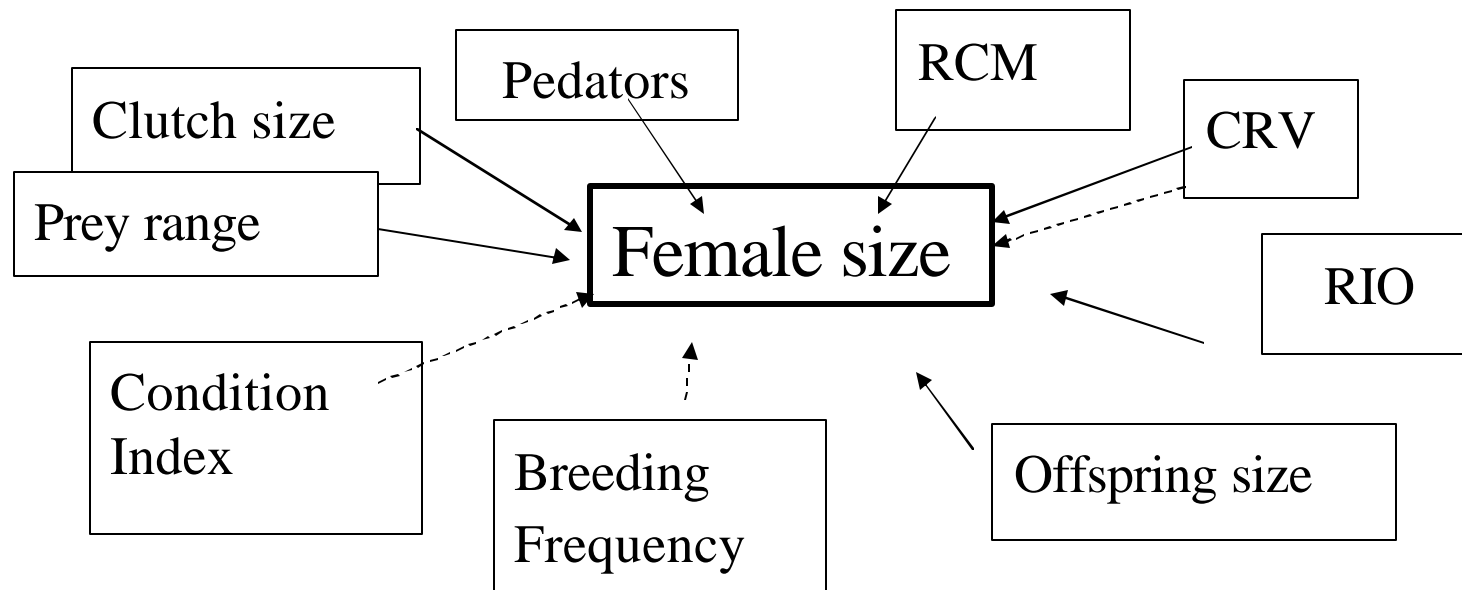 RCM
Pedators
Clutch size
CRV
Prey range
Female size
RIO
Condition
Index
Breeding
Frequency
Offspring size